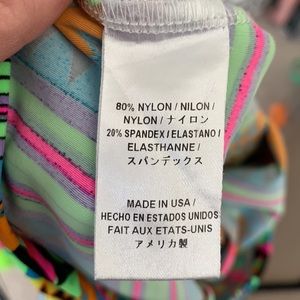 80% NYLON / NILON /
NYLON / ナイロン
20% SPANDEX / ELASTANO /
ELASTHANNE /
スパンデックス
MADE IN USA /
HECHO EN ESTADOS UNIDOS
FAIT AUX ETATS-UNIS
アメリカ製